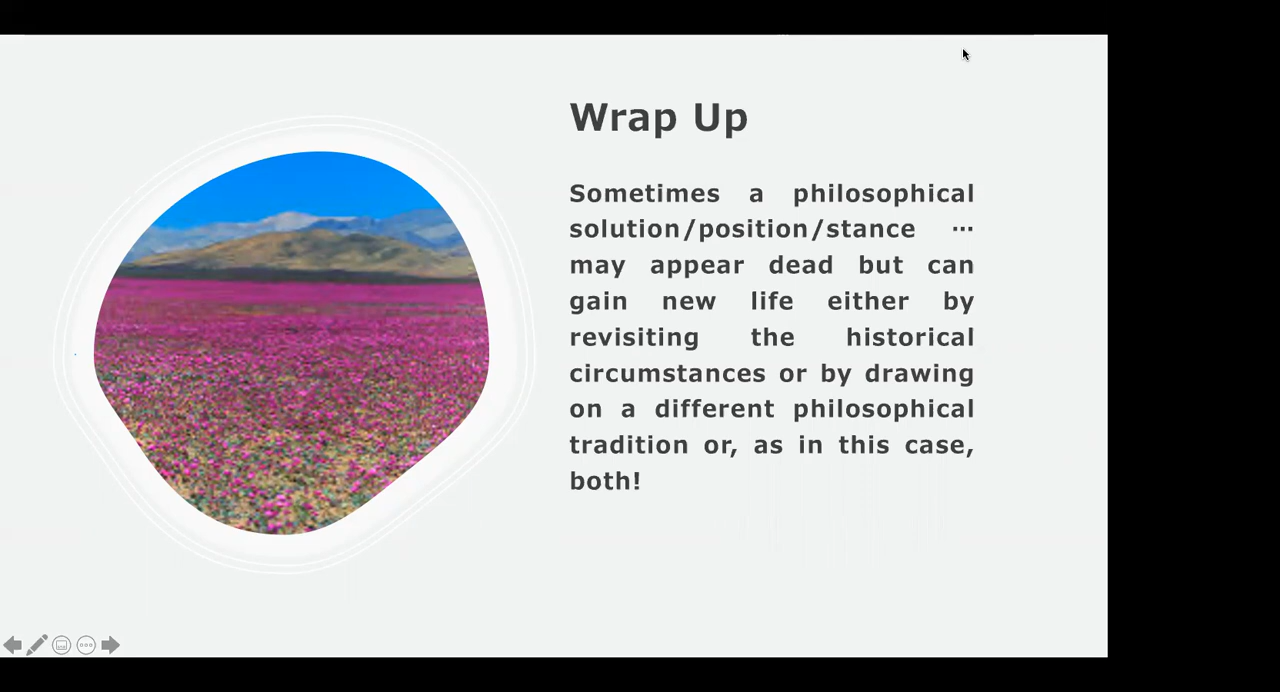 Wrap Up
Sometimes a philosophical
solution/position/stance ...
may appear dead but can
gain new life either by
revisiting the historical
circumstances or by drawing
on a different philosophical
tradition or, as in this case,
both!